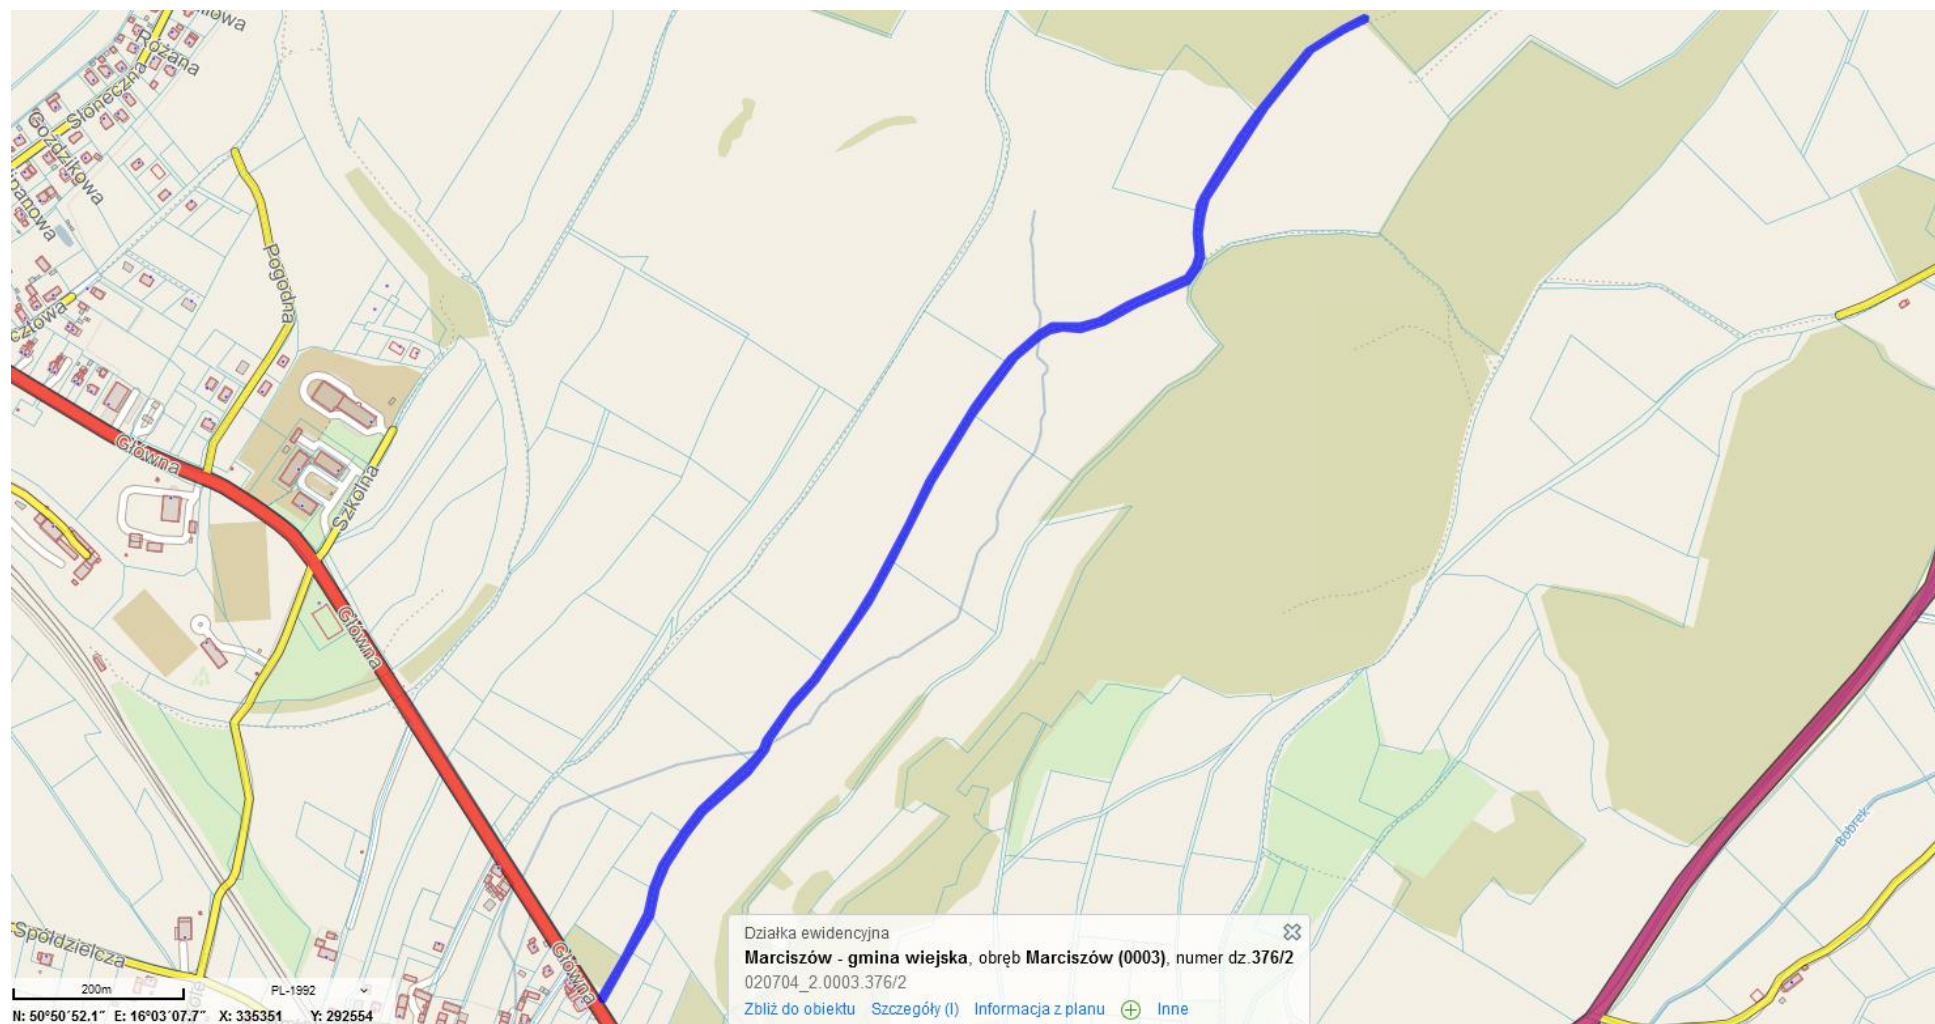 Różana
Słoneczna
Goździkowa
Pogodna
Główna
Szkolna
Główna
Główna
Spółdzielcza
Bobrek
Działka ewidencyjna
Marciszów - gmina wiejska, obręb Marciszów (0003), numer dz.376/2
020704_2.0003.376/2
Zbliż do obiektu Szczegóły (I) Informacja z planu Inne
200m
PL-1992
N: 50°50´52.1˝ E: 16°03´07.7˝ X: 335351 Y: 292554